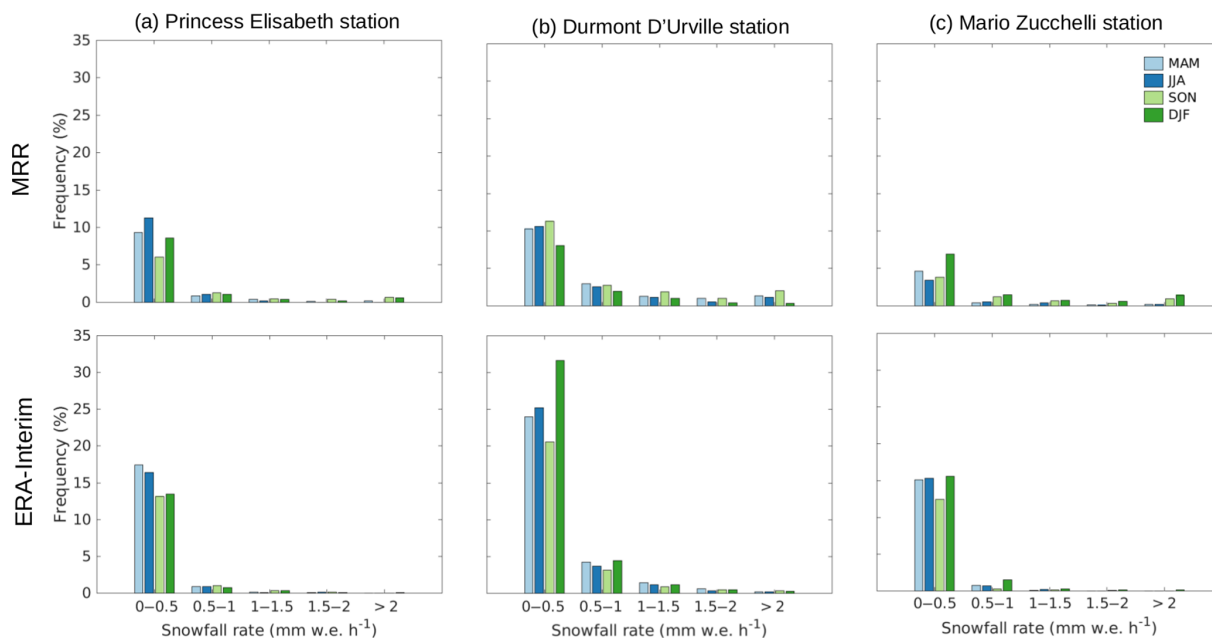 (a) Princess Elisabeth station
(b) Durmont D'Urville station
(c) Mario Zucchelli station
MRR
Frequency (%)
35
30
25
20
15
10
5
0
MAM
JJA
SON
DJF
ERA-Interim
Frequency (%)
35
30
25
20
15
10
5
0
0−0.5 0.5−1 1−1.5 1.5−2 > 2
Snowfall rate (mm w.e. h⁻¹)
0−0.5 0.5−1 1−1.5 1.5−2 > 2
Snowfall rate (mm w.e. h⁻¹)
0−0.5 0.5−1 1−1.5 1.5−2 > 2
Snowfall rate (mm w.e. h⁻¹)